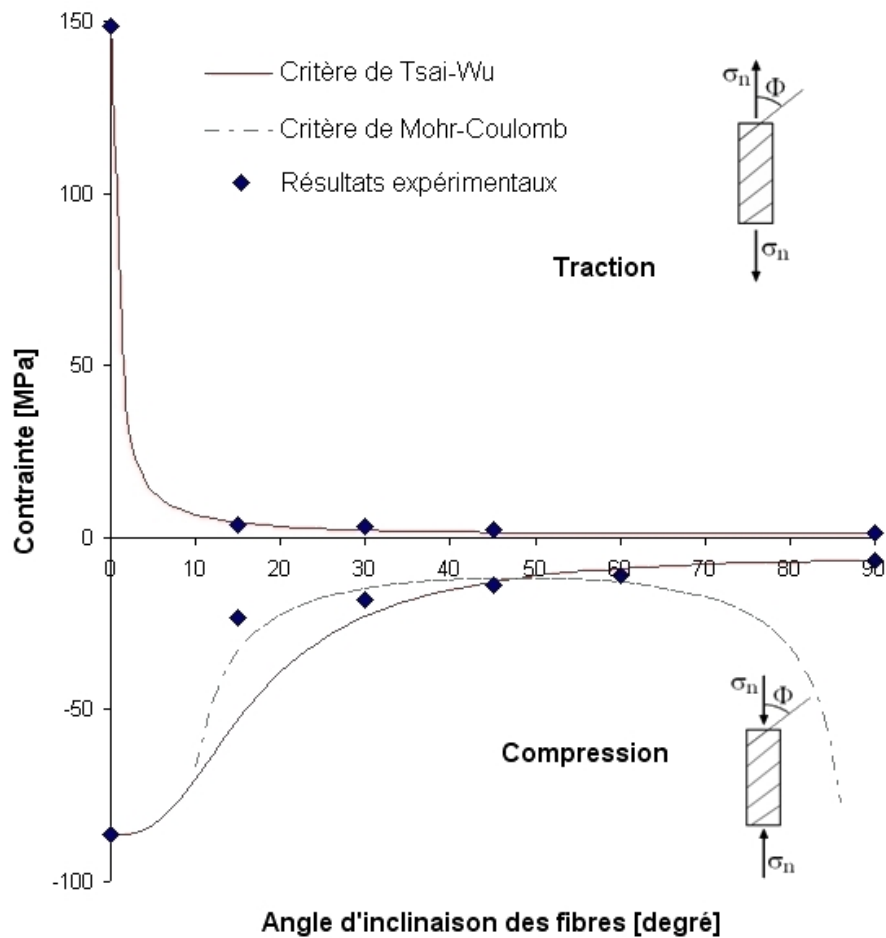 150
Critère de Tsai-Wu
Critère de Mohr-Coulomb
Résultats expérimentaux
σn
Φ
σn
100
Traction
50
Contrainte [MPa]
0
0 10 20 30 40 50 60 70 80 90
-50
Compression
σn
Φ
σn
-100
Angle d'inclinaison des fibres [degré]